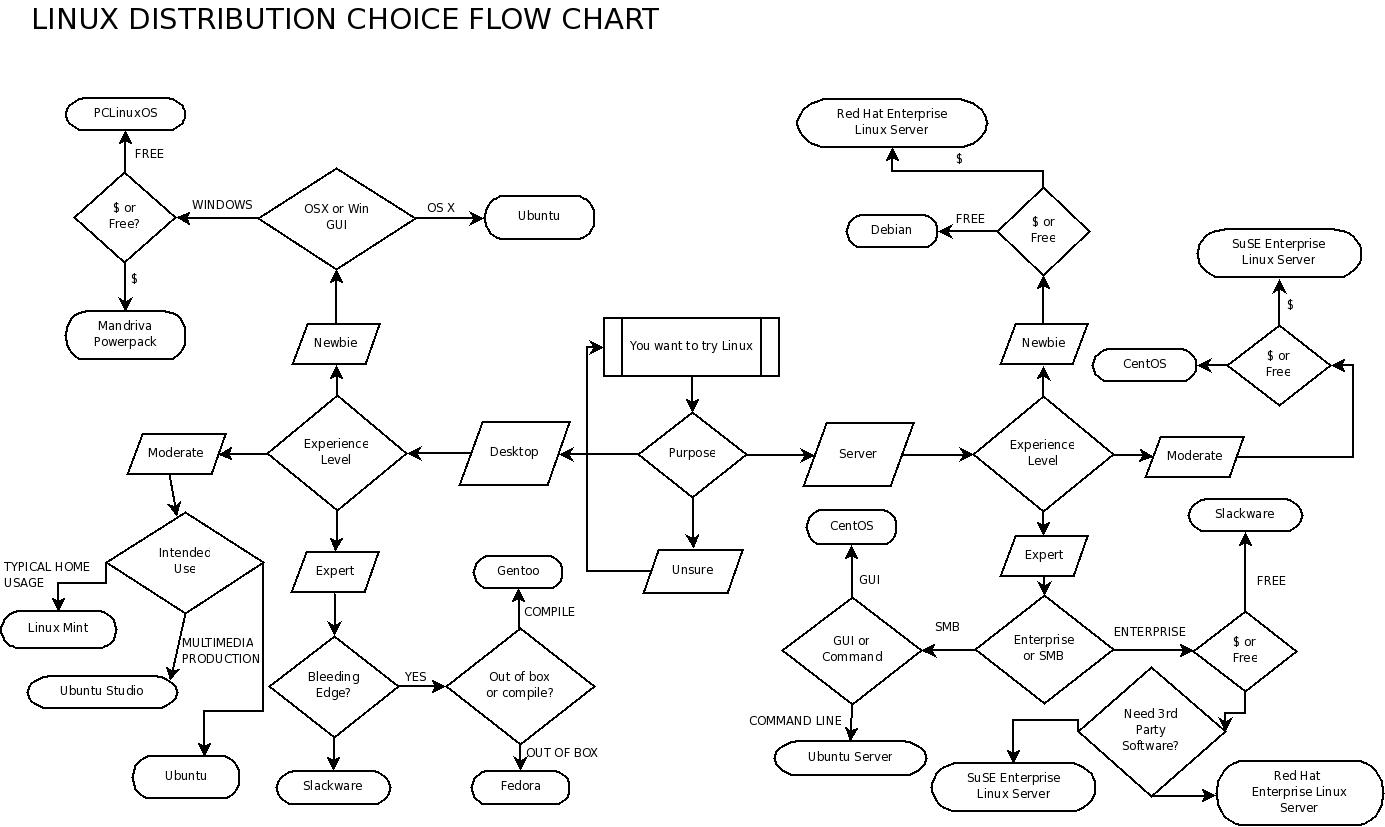 LINUX DISTRIBUTION CHOICE FLOW CHART
PCLinuxOS
FREE
$ or
Free?
WINDOWS
OSX or Win
GUI
OS X
Ubuntu
$
Mandriva
Powerpack
Newbie
Experience
Level
Moderate
Desktop
You want to try Linux
Purpose
Unsure
Server
Intended
Use
TYPICAL HOME
USAGE
Linux Mint
MULTIMEDIA
PRODUCTION
Ubuntu Studio
Ubuntu
Expert
Bleeding
Edge?
YES
Slackware
Gentoo
COMPILE
Out of box
or compile?
OUT OF BOX
Fedora
Red Hat Enterprise
Linux Server
$
Debian
FREE
$ or
Free
Newbie
Experience
Level
Moderate
SuSE Enterprise
Linux Server
$
CentOS
$ or
Free
Expert
Enterprise
or SMB
SMB
CentOS
GUI
GUI or
Command
COMMAND LINE
Ubuntu Server
ENTERPRISE
Slackware
FREE
$ or
Free
Need 3rd
Party
Software?
SuSE Enterprise
Linux Server
Red Hat
Enterprise Linux
Server